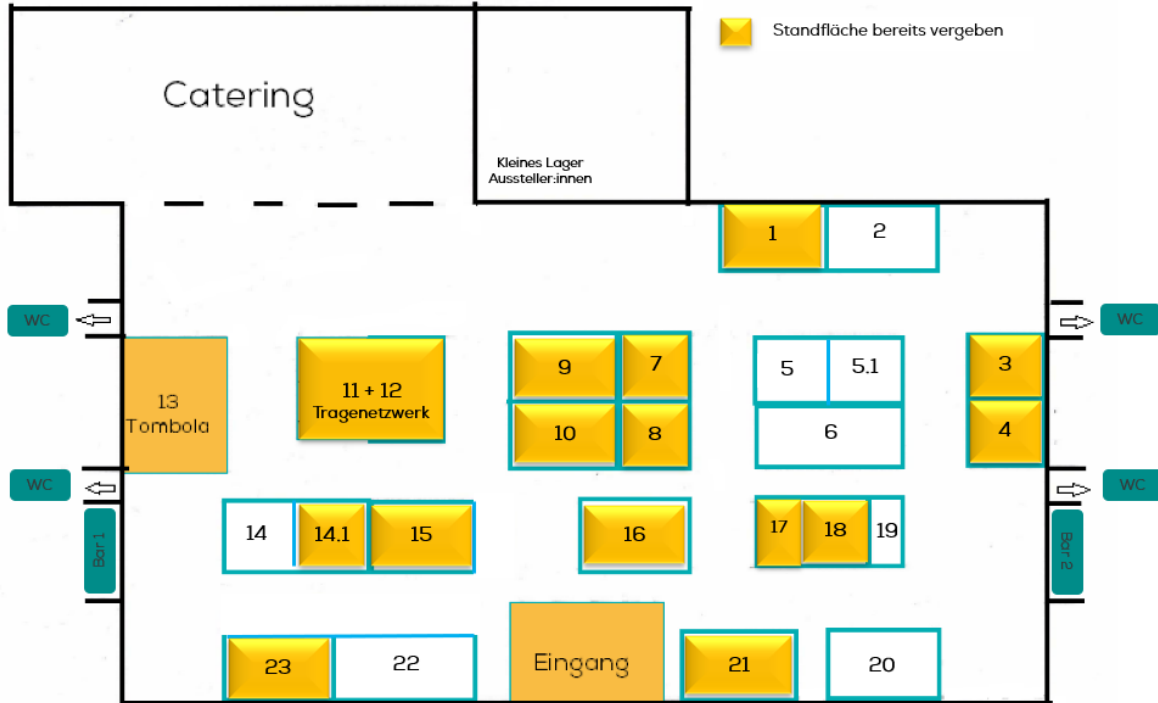 Standfläche bereits vergeben
Catering
Kleines Lager
Aussteller:innen
1
2
WC
WC
9
7
5
5.1
3
11 + 12
Tragenetzwerk
13
Tombola
10
8
6
4
WC
WC
14
14.1
15
16
17
18
19
Bar 1
Bar 2
23
22
Eingang
21
20